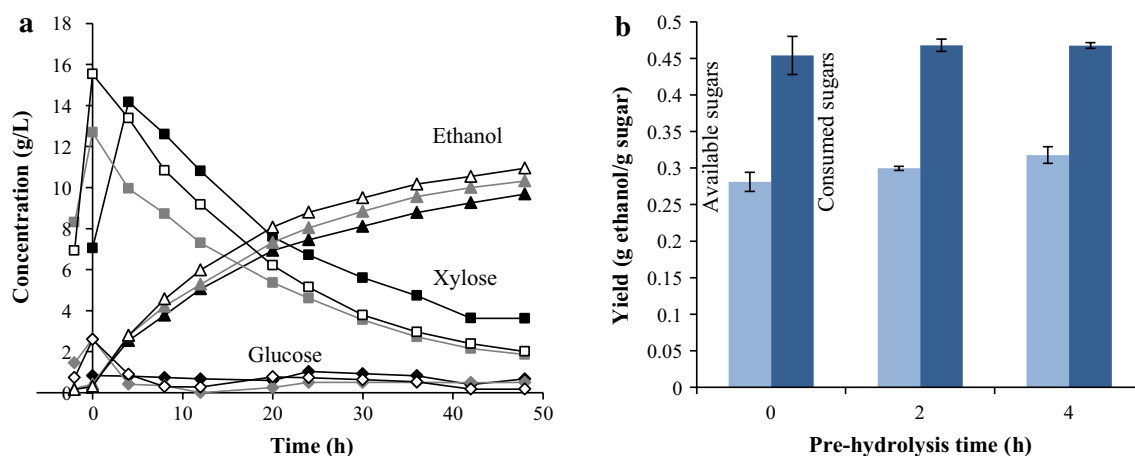 a
18
16
14
12
10
8
6
4
2
0
Concentration (g/L)
Ethanol
Xylose
Glucose
0 10 20 30 40 50
Time (h)
b
0.5
0.45
0.4
0.35
0.3
0.25
0.2
0.15
0.1
0.05
0
Yield (g ethanol/g sugar)
Available sugars
Consumed sugars
0 2 4
Pre-hydrolysis time (h)